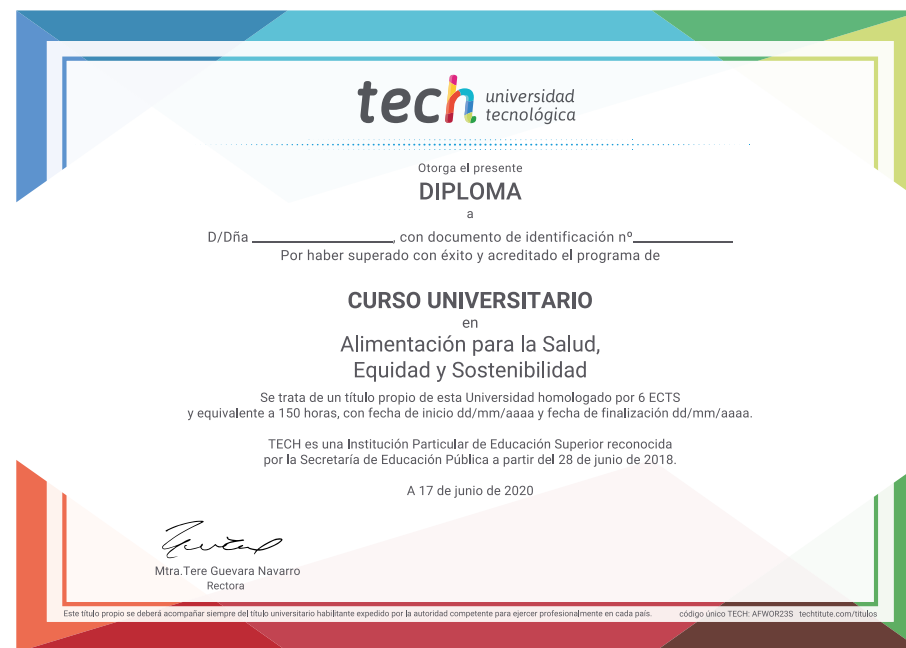 tech universidad
tecnológica
Otorga el presente
DIPLOMA
a
D/Dña ____________________, con documento de identificación nº______________
Por haber superado con éxito y acreditado el programa de
CURSO UNIVERSITARIO
en
Alimentación para la Salud,
Equidad y Sostenibilidad
Se trata de un título propio de esta Universidad homologado por 6 ECTS
y equivalente a 150 horas, con fecha de inicio dd/mm/aaaa y fecha de finalización dd/mm/aaaa.
TECH es una Institución Particular de Educación Superior reconocida
por la Secretaría de Educación Pública a partir del 28 de junio de 2018.
A 17 de junio de 2020
Mtra.Tere Guevara Navarro
Rectora
Este título propio se deberá acompañar siempre del título universitario habilitante expedido por la autoridad competente para ejercer profesionalmente en cada país. código único TECH: AFWOR23S techtitute.com/titulos